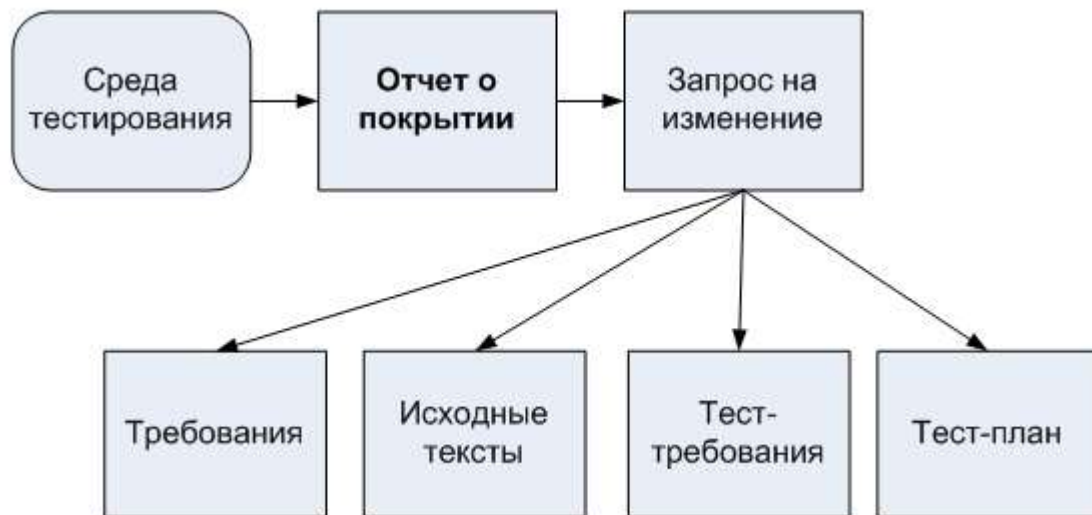 Среда
тестирования
Отчет о
покрытии
Запрос на
изменение
Требования
Исходные
тексты
Тест-
требования
Тест-план